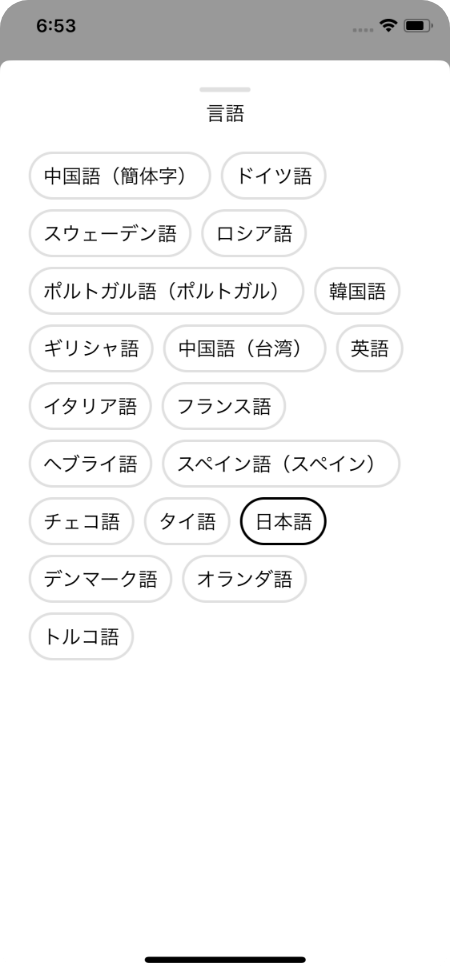 6:53
言語
中国語（簡体字） ドイツ語
スウェーデン語 ロシア語
ポルトガル語（ポルトガル） 韓国語
ギリシャ語 中国語（台湾） 英語
イタリア語 フランス語
ヘブライ語 スペイン語（スペイン）
チェコ語 タイ語 日本語
デンマーク語 オランダ語
トルコ語